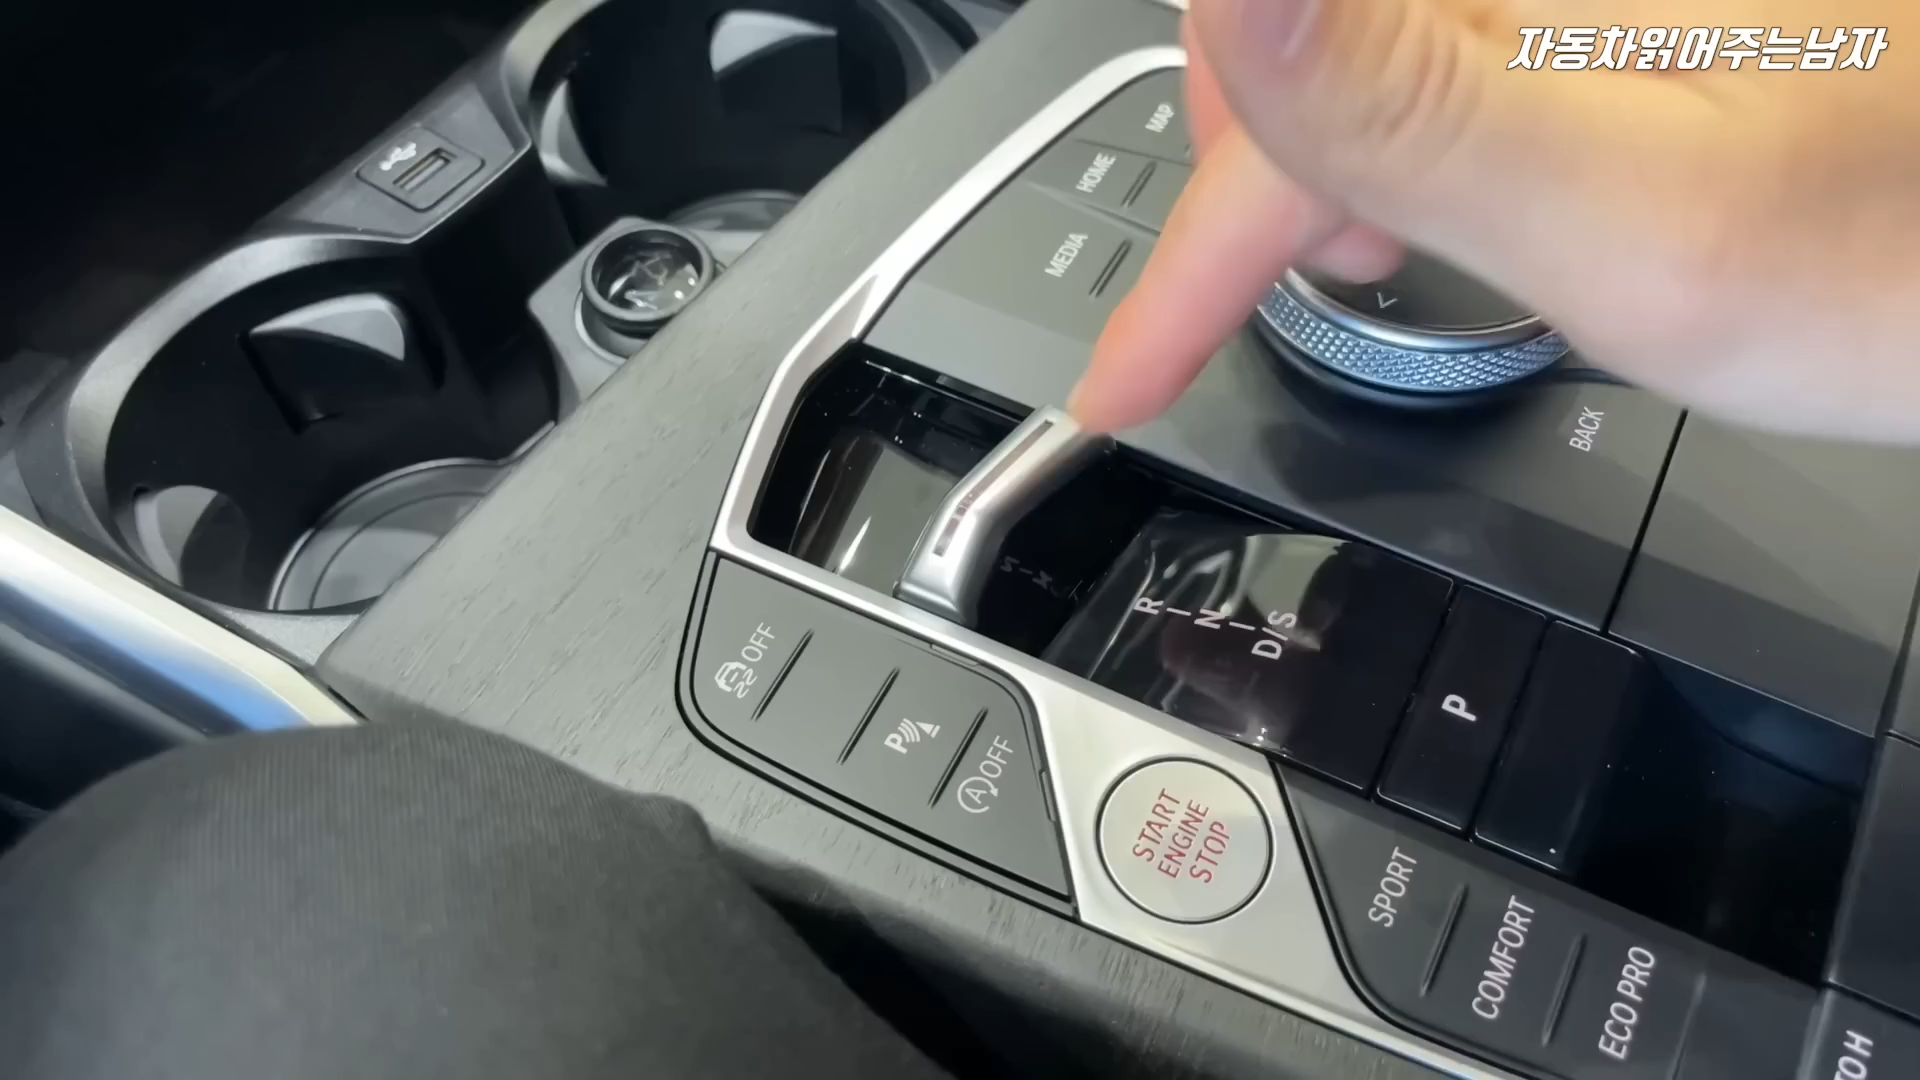 자동차읽어주는남자
MAP
HOME
MEDIA
BACK
R
N
D/S
P
OFF
P
A OFF
START
ENGINE
STOP
SPORT
COMFORT
ECO PRO
TO H